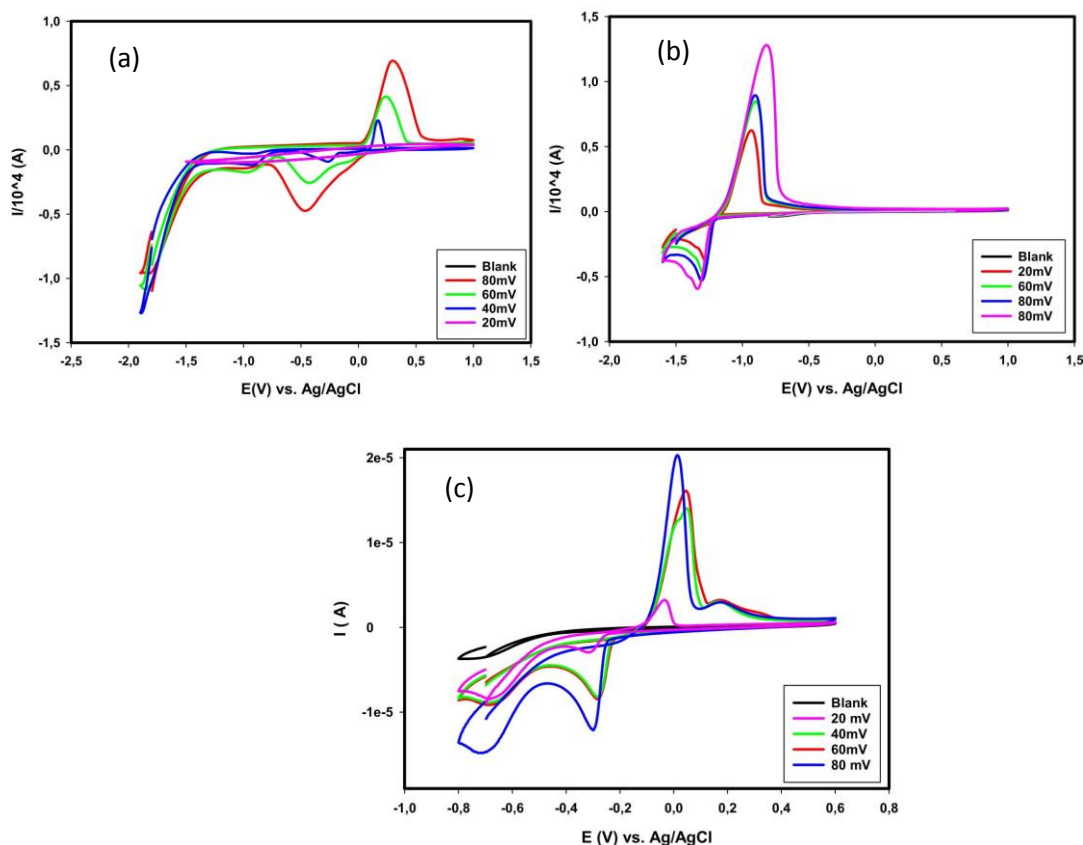 (a)
I/10^4 (A)
1,0
0,5
0,0
-0,5
-1,0
-1,5
-2,5 -2,0 -1,5 -1,0 -0,5 0,0 0,5 1,0 1,5
E(V) vs. Ag/AgCl
Blank
80mV
60mV
40mV
20mV
(b)
I/10^4 (A)
1,5
1,0
0,5
0,0
-0,5
-1,0
-2,0 -1,5 -1,0 -0,5 0,0 0,5 1,0 1,5
E(V) vs. Ag/AgCl
Blank
20mV
60mV
80mV
80mV
(c)
I ( A)
2e-5
1e-5
0
-1e-5
-1,0 -0,8 -0,6 -0,4 -0,2 0,0 0,2 0,4 0,6 0,8
E (V) vs. Ag/AgCl
Blank
20 mV
40mV
60mV
80 mV